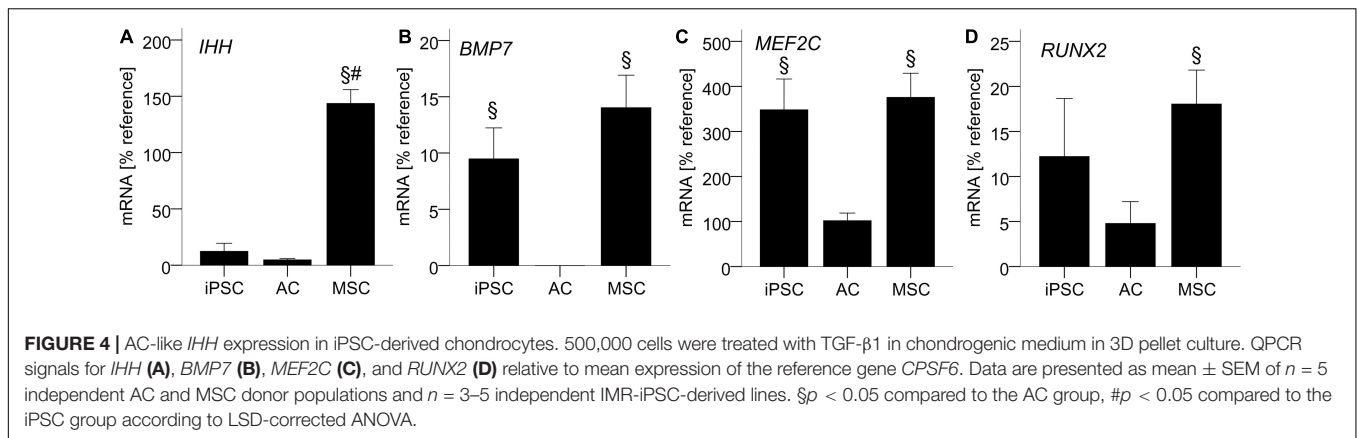 A
IHH
mRNA [% reference]
200
150
100
50
0
§#
iPSC AC MSC
B
BMP7
mRNA [% reference]
20
15
10
5
0
§ §
iPSC AC MSC
C
MEF2C
mRNA [% reference]
500
400
300
200
100
0
§ §
iPSC AC MSC
D
RUNX2
mRNA [% reference]
25
20
15
10
5
0
§
iPSC AC MSC
FIGURE 4 | AC-like IHH expression in iPSC-derived chondrocytes. 500,000 cells were treated with TGF-β1 in chondrogenic medium in 3D pellet culture. QPCR
signals for IHH (A), BMP7 (B), MEF2C (C), and RUNX2 (D) relative to mean expression of the reference gene CPSF6. Data are presented as mean ± SEM of n = 5
independent AC and MSC donor populations and n = 3–5 independent IMR-iPSC-derived lines. §p < 0.05 compared to the AC group, #p < 0.05 compared to the
iPSC group according to LSD-corrected ANOVA.